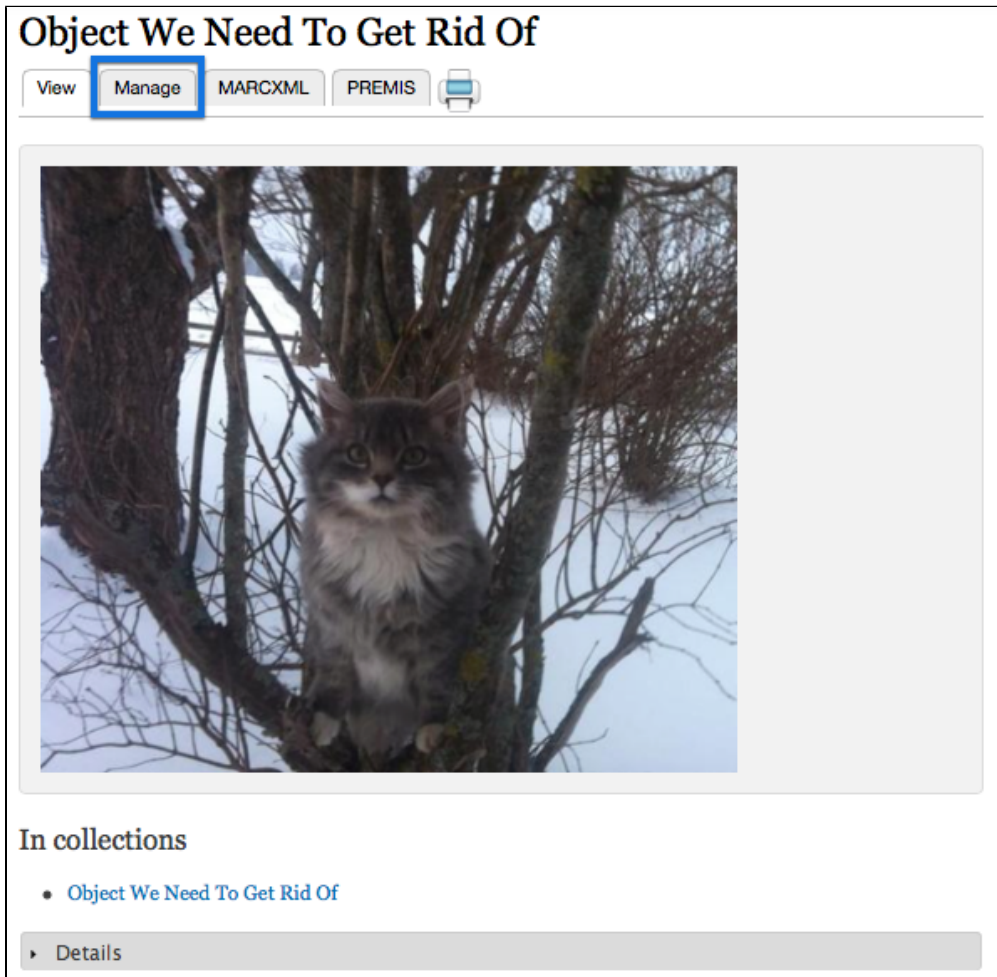 Object We Need To Get Rid Of
View Manage MARCXML PREMIS
In collections
Object We Need To Get Rid Of
Details